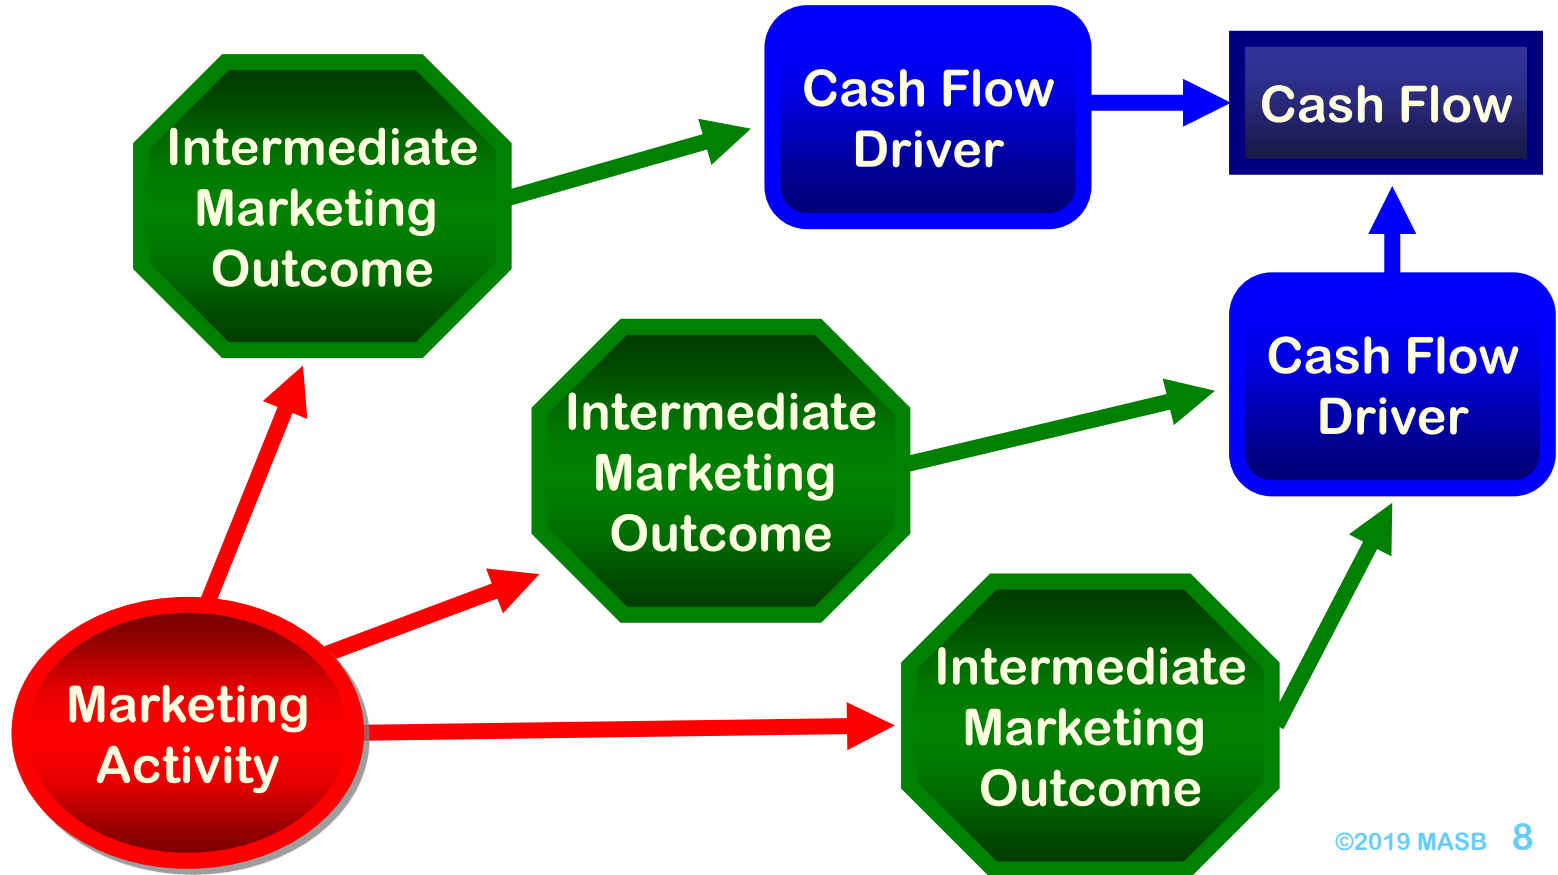 Intermediate
Marketing
Outcome
Cash Flow
Driver
Cash Flow
Intermediate
Marketing
Outcome
Cash Flow
Driver
Marketing
Activity
Intermediate
Marketing
Outcome
©2019 MASB 8